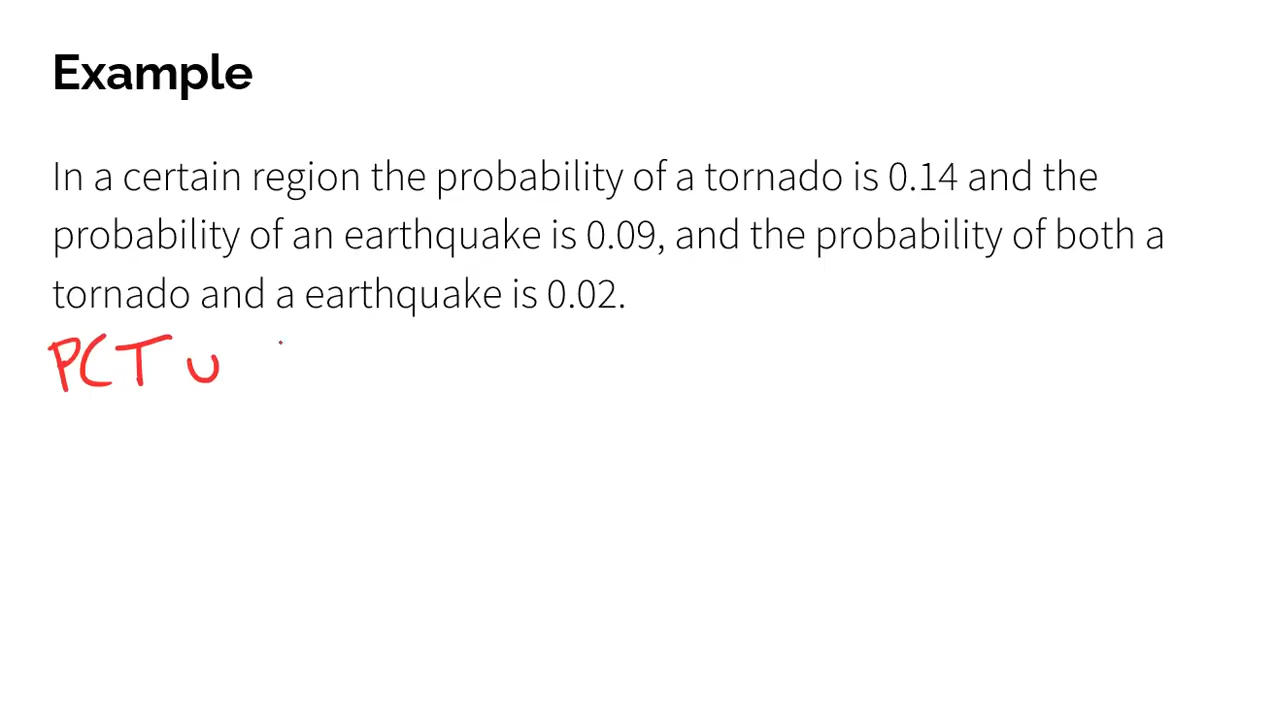 Example
In a certain region the probability of a tornado is 0.14 and the
probability of an earthquake is 0.09, and the probability of both a
tornado and a earthquake is 0.02.
P(T ∪